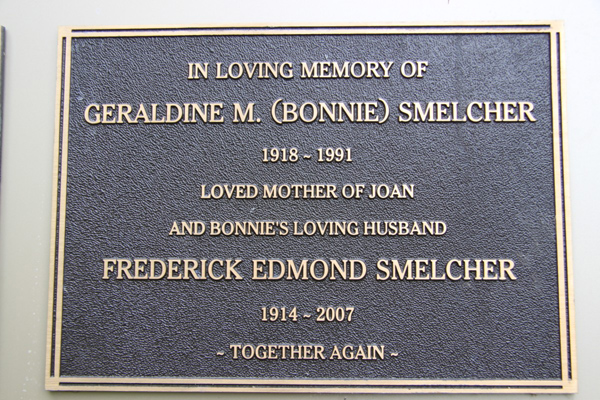 IN LOVING MEMORY OF
GERALDINE M. (BONNIE) SMELCHER
1918 ~ 1991
LOVED MOTHER OF JOAN
AND BONNIE'S LOVING HUSBAND
FREDERICK EDMOND SMELCHER
1914 ~ 2007
~ TOGETHER AGAIN ~